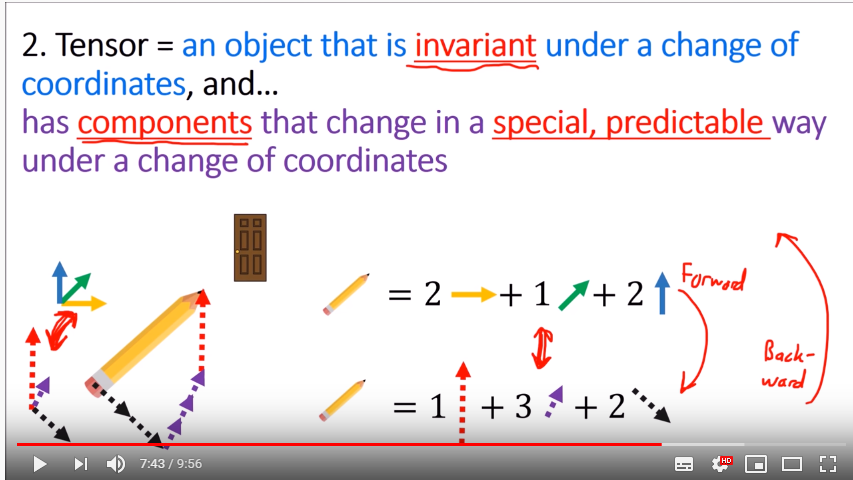 2. Tensor = an object that is invariant under a change of
coordinates, and...
has components that change in a special, predictable way
under a change of coordinates
= 2 + 1 + 2
Forward
Back-
ward
= 1 + 3 + 2
7:43 / 9:56
HD